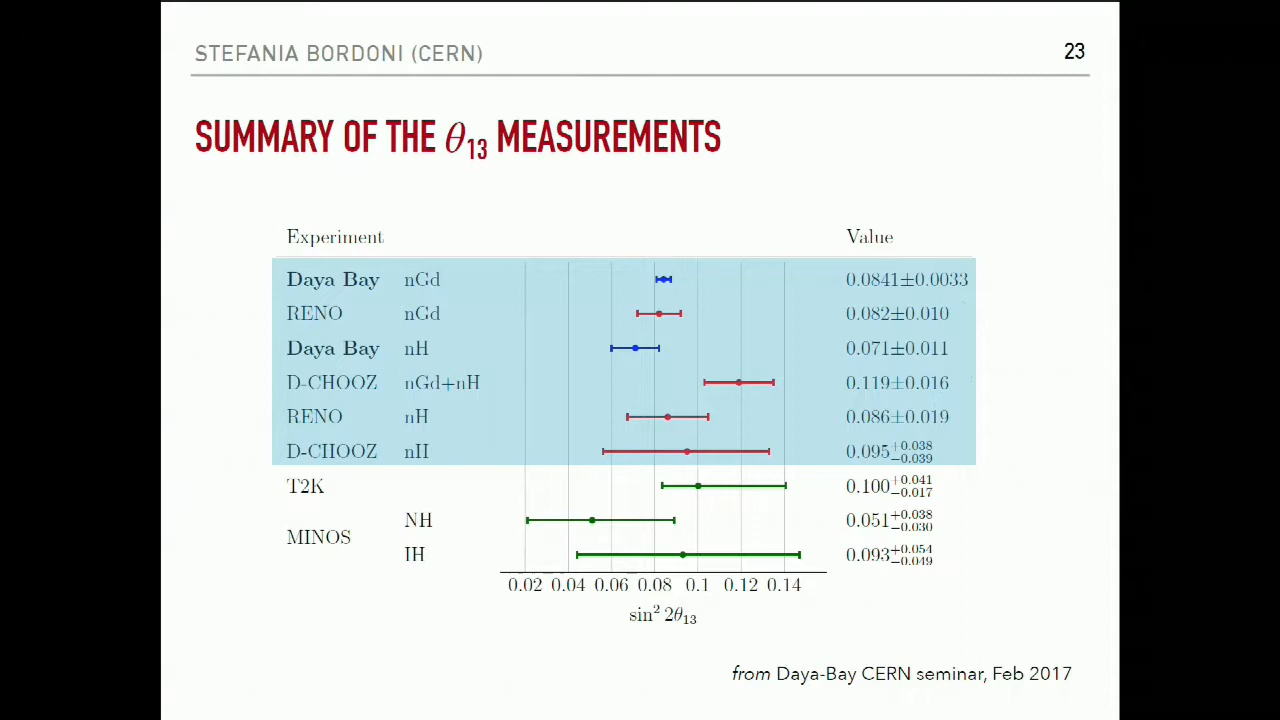 STEFANIA BORDONI (CERN) 23
SUMMARY OF THE θ13 MEASUREMENTS
Experiment Value
Daya Bay nGd 0.0841±0.0033
RENO nGd 0.082±0.010
Daya Bay nH 0.071±0.011
D-CHOOZ nGd+nH 0.119±0.016
RENO nH 0.086±0.019
D-CHOOZ nH 0.095+0.038−0.039
T2K 0.100+0.041−0.017
NH 0.051+0.038−0.030
MINOS
IH 0.093+0.054−0.049
0.02 0.04 0.06 0.08 0.1 0.12 0.14
sin² 2θ13
from Daya-Bay CERN seminar, Feb 2017